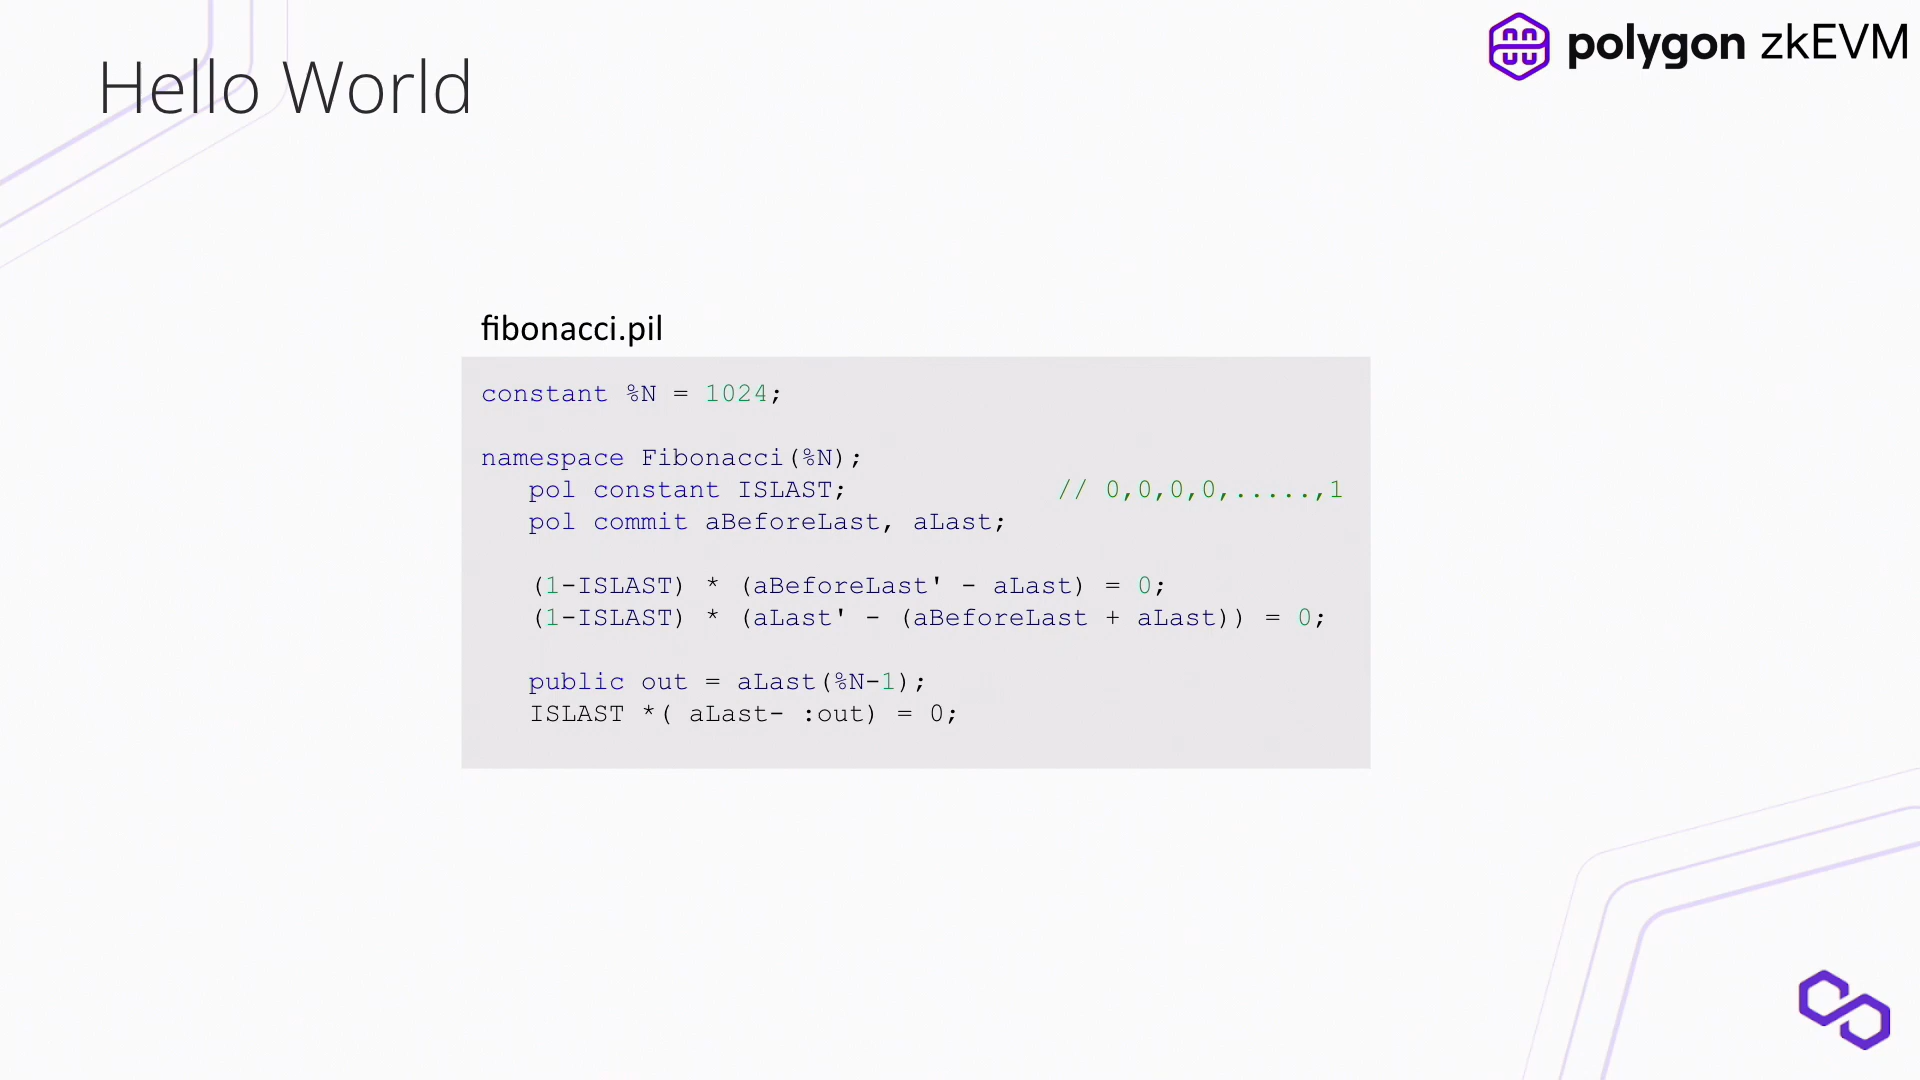 Hello World
polygon zkEVM
fibonacci.pil
constant %N = 1024;
namespace Fibonacci(%N);
pol constant ISLAST; // 0,0,0,0,.....,1
pol commit aBeforeLast, aLast;
(1-ISLAST) * (aBeforeLast' - aLast) = 0;
(1-ISLAST) * (aLast' - (aBeforeLast + aLast)) = 0;
public out = aLast(%N-1);
ISLAST *( aLast- :out) = 0;